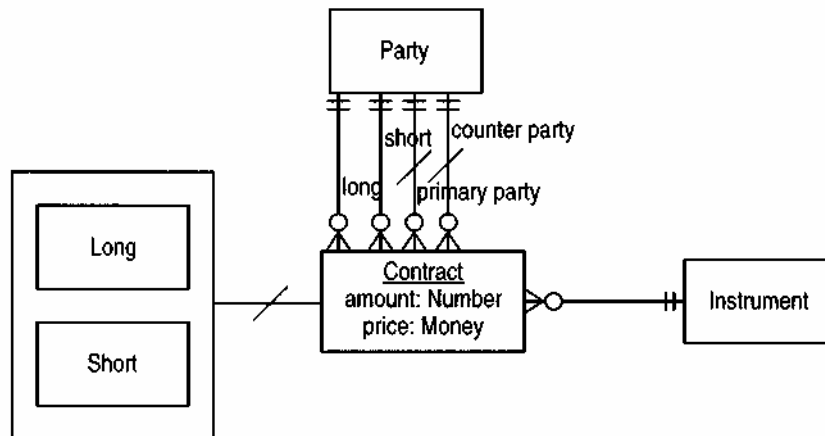 Party
short
counter party
long
primary party
Long
Short
Contract
amount: Number
price: Money
Instrument